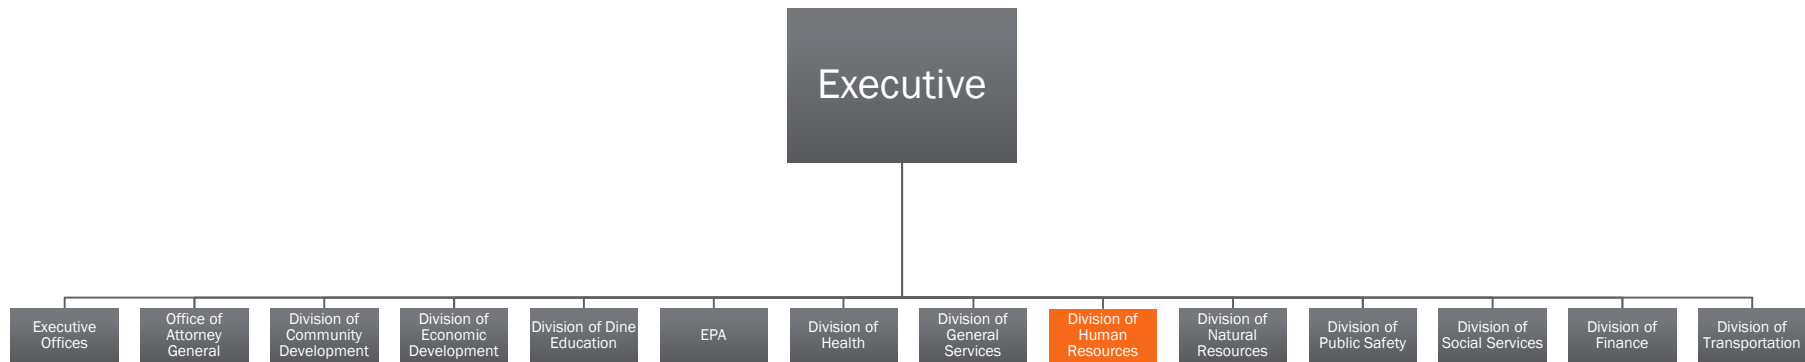 Executive
Executive
Offices
Office of
Attorney
General
Division of
Community
Development
Division of
Economic
Development
Division of Dine
Education
EPA
Division of
Health
Division of
General
Services
Division of
Human
Resources
Division of
Natural
Resources
Division of
Public Safety
Division of
Social Services
Division of
Finance
Division of
Transportation